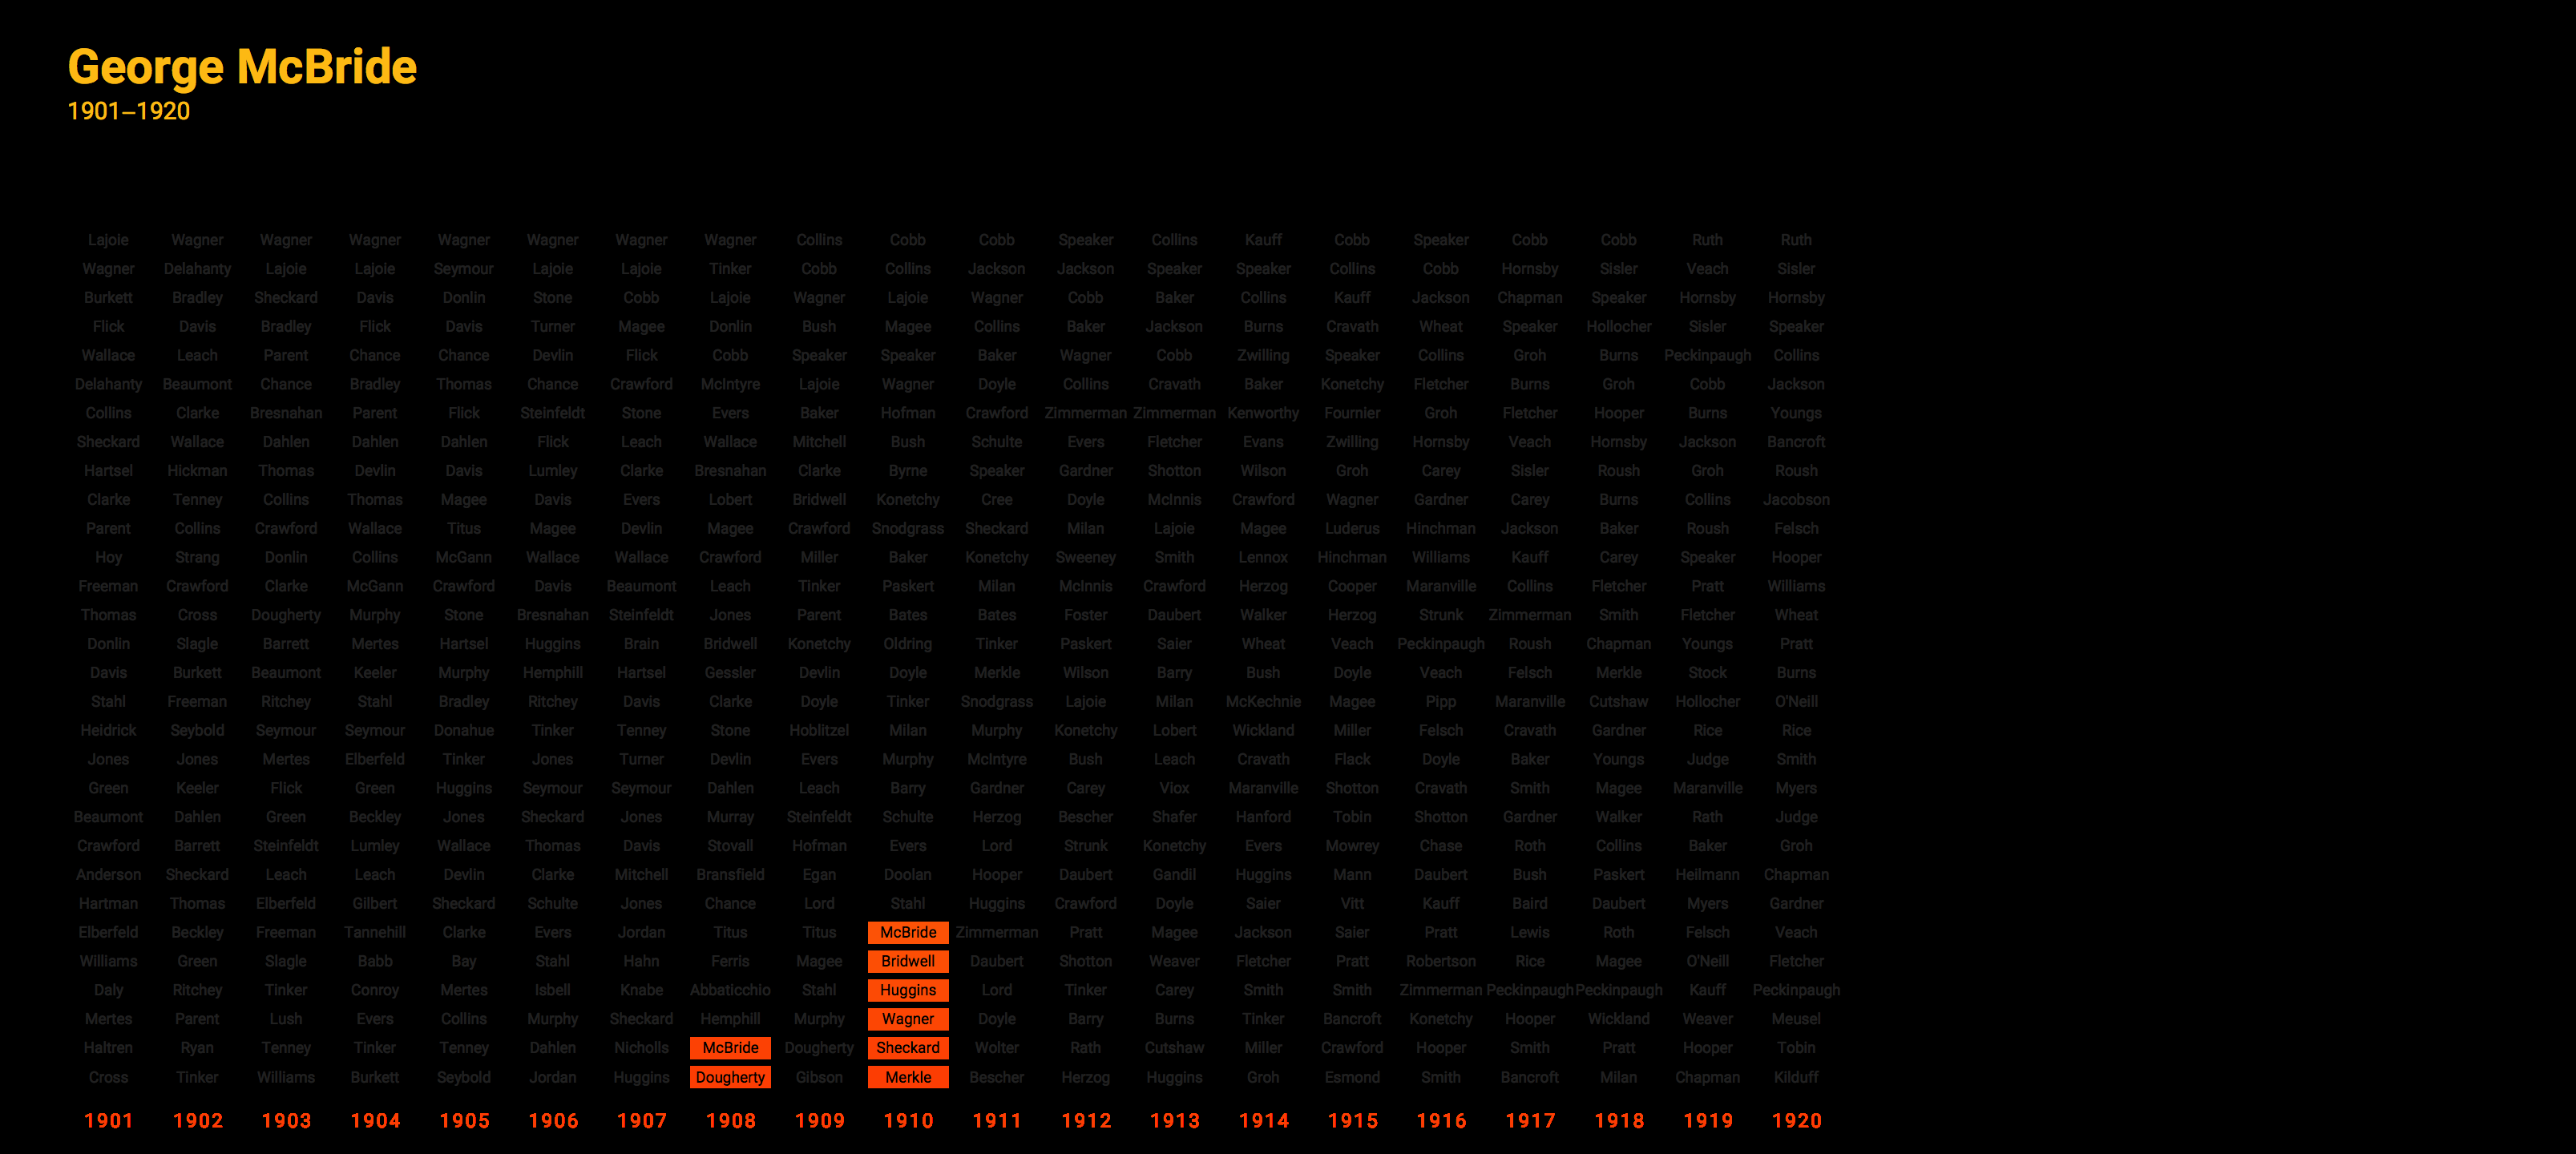 George McBride
1901–1920
Lajoie Wagner Wagner Wagner Wagner Wagner Wagner Wagner Collins Cobb Cobb Speaker Collins Kauff Cobb Speaker Cobb Cobb Ruth Ruth
Wagner Delahanty Lajoie Lajoie Seymour Lajoie Lajoie Tinker Cobb Collins Jackson Jackson Speaker Speaker Collins Cobb Hornsby Sisler Veach Sisler
Burkett Bradley Sheckard Davis Donlin Stone Cobb Lajoie Wagner Lajoie Wagner Cobb Baker Collins Kauff Jackson Chapman Speaker Hornsby Hornsby
Flick Davis Bradley Flick Davis Turner Magee Donlin Bush Magee Collins Baker Jackson Burns Cravath Wheat Speaker Hollocher Sisler Speaker
Wallace Leach Parent Chance Chance Devlin Flick Cobb Speaker Speaker Baker Wagner Cobb Zwilling Speaker Collins Groh Burns Peckinpaugh Collins
Delahanty Beaumont Chance Bradley Thomas Chance Crawford McIntyre Lajoie Wagner Doyle Collins Cravath Baker Konetchy Fletcher Burns Groh Cobb Jackson
Collins Clarke Bresnahan Parent Flick Steinfeldt Stone Evers Baker Hofman Crawford Zimmerman Zimmerman Kenworthy Fournier Groh Fletcher Hooper Burns Youngs
Sheckard Wallace Dahlen Dahlen Dahlen Flick Leach Wallace Mitchell Bush Schulte Evers Fletcher Evans Zwilling Hornsby Veach Hornsby Jackson Bancroft
Hartsel Hickman Thomas Devlin Davis Lumley Clarke Bresnahan Clarke Byrne Speaker Gardner Shotton Wilson Groh Carey Sisler Roush Groh Roush
Clarke Tenney Collins Thomas Magee Davis Evers Lobert Bridwell Konetchy Cree Doyle McInnis Crawford Wagner Gardner Carey Burns Collins Jacobson
Parent Collins Crawford Wallace Titus Magee Devlin Magee Crawford Snodgrass Sheckard Milan Lajoie Magee Luderus Hinchman Jackson Baker Roush Felsch
Hoy Strang Donlin Collins McGann Wallace Wallace Crawford Miller Baker Konetchy Sweeney Smith Lennox Hinchman Williams Kauff Carey Speaker Hooper
Freeman Crawford Clarke McGann Crawford Davis Beaumont Leach Tinker Paskert Milan McInnis Crawford Herzog Cooper Maranville Collins Fletcher Pratt Williams
Thomas Cross Dougherty Murphy Stone Bresnahan Steinfeldt Jones Parent Bates Bates Foster Daubert Walker Herzog Strunk Zimmerman Smith Fletcher Wheat
Donlin Slagle Barrett Mertes Hartsel Huggins Brain Bridwell Konetchy Oldring Tinker Paskert Saier Wheat Veach Peckinpaugh Roush Chapman Youngs Pratt
Davis Burkett Beaumont Keeler Murphy Hemphill Hartsel Gessler Devlin Doyle Merkle Wilson Barry Bush Doyle Veach Felsch Merkle Stock Burns
Stahl Freeman Ritchey Stahl Bradley Ritchey Davis Clarke Doyle Tinker Snodgrass Lajoie Milan McKechnie Magee Pipp Maranville Cutshaw Hollocher O'Neill
Heidrick Seybold Seymour Seymour Donahue Tinker Tenney Stone Hoblitzel Milan Murphy Konetchy Lobert Wickland Miller Felsch Cravath Gardner Rice Rice
Jones Jones Mertes Elberfeld Tinker Jones Turner Devlin Evers Murphy McIntyre Bush Leach Cravath Flack Doyle Baker Youngs Judge Smith
Green Keeler Flick Green Huggins Seymour Seymour Dahlen Leach Barry Gardner Carey Viox Maranville Shotton Cravath Smith Magee Maranville Myers
Beaumont Dahlen Green Beckley Jones Sheckard Jones Murray Steinfeldt Schulte Herzog Bescher Shafer Hanford Tobin Shotton Gardner Walker Rath Judge
Crawford Barrett Steinfeldt Lumley Wallace Thomas Davis Stovall Hofman Evers Lord Strunk Konetchy Evers Mowrey Chase Roth Collins Baker Groh
Anderson Sheckard Leach Leach Devlin Clarke Mitchell Bransfield Egan Doolan Hooper Daubert Gandil Huggins Mann Daubert Bush Paskert Heilmann Chapman
Hartman Thomas Elberfeld Gilbert Sheckard Schulte Jones Chance Lord Stahl Huggins Crawford Doyle Saier Vitt Kauff Baird Daubert Myers Gardner
Elberfeld Beckley Freeman Tannehill Clarke Evers Jordan Titus Titus McBride Zimmerman Pratt Magee Jackson Saier Pratt Lewis Roth Felsch Veach
Williams Green Slagle Babb Bay Stahl Hahn Ferris Magee Bridwell Daubert Shotton Weaver Fletcher Pratt Robertson Rice Magee O'Neill Fletcher
Daly Ritchey Tinker Conroy Mertes Isbell Knabe Abbaticchio Stahl Huggins Lord Tinker Carey Smith Smith Zimmerman Peckinpaugh Peckinpaugh Kauff Peckinpaugh
Mertes Parent Lush Evers Collins Murphy Sheckard Hemphill Murphy Wagner Doyle Barry Burns Tinker Bancroft Konetchy Hooper Wickland Weaver Meusel
Haltren Ryan Tenney Tinker Tenney Dahlen Nicholls McBride Dougherty Sheckard Wolter Rath Cutshaw Miller Crawford Hooper Smith Pratt Hooper Tobin
Cross Tinker Williams Burkett Seybold Jordan Huggins Dougherty Gibson Merkle Bescher Herzog Huggins Groh Esmond Smith Bancroft Milan Chapman Kilduff
1901 1902 1903 1904 1905 1906 1907 1908 1909 1910 1911 1912 1913 1914 1915 1916 1917 1918 1919 1920